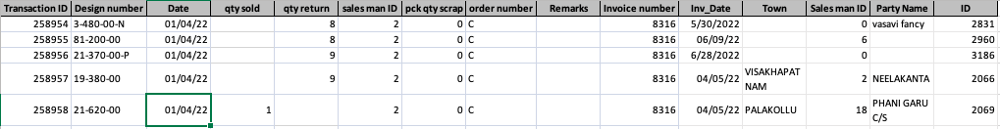 Transaction number Design number Date qty sold qty return sales man ID pck qty scrap order number Remarks Invoice number Inv_Date Town Sales man ID Party Name ID
258954 3-480-00-N 01/04/22 8 2 0 C 8316 5/30/2022 0 vasavi fancy 2831
258955 81-200-00 01/04/22 8 2 0 C 8316 06/09/22 6 2960
258956 21-370-00-P 01/04/22 9 2 0 C 8316 6/28/2022 0 3186
258957 19-380-00 01/04/22 9 2 0 C 8316 04/05/22 VISAKHAPAT 2 NEELAKANTA 2066
NAM
258958 21-620-00 01/04/22 1 2 0 C 8316 04/05/22 PALAKOLLU 18 PHANI GARU 2069
C/S